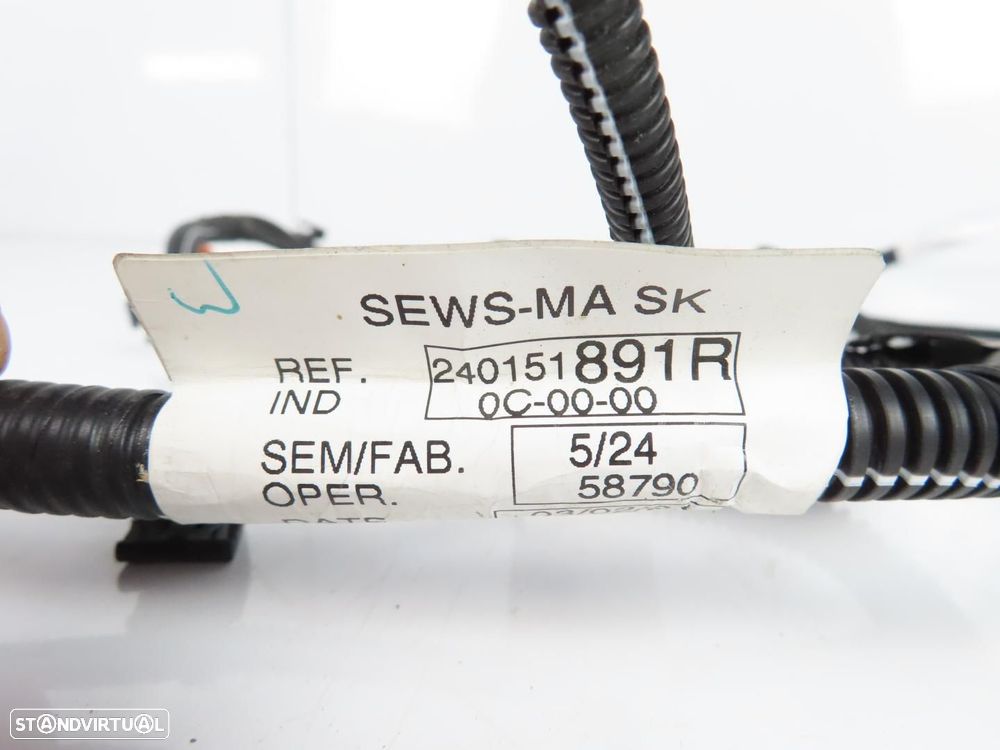 SEWS-MA SK
REF. 240151891R
IND 0C-00-00
SEM/FAB. 5/24
OPER. 58790
STANDVIRTUAL